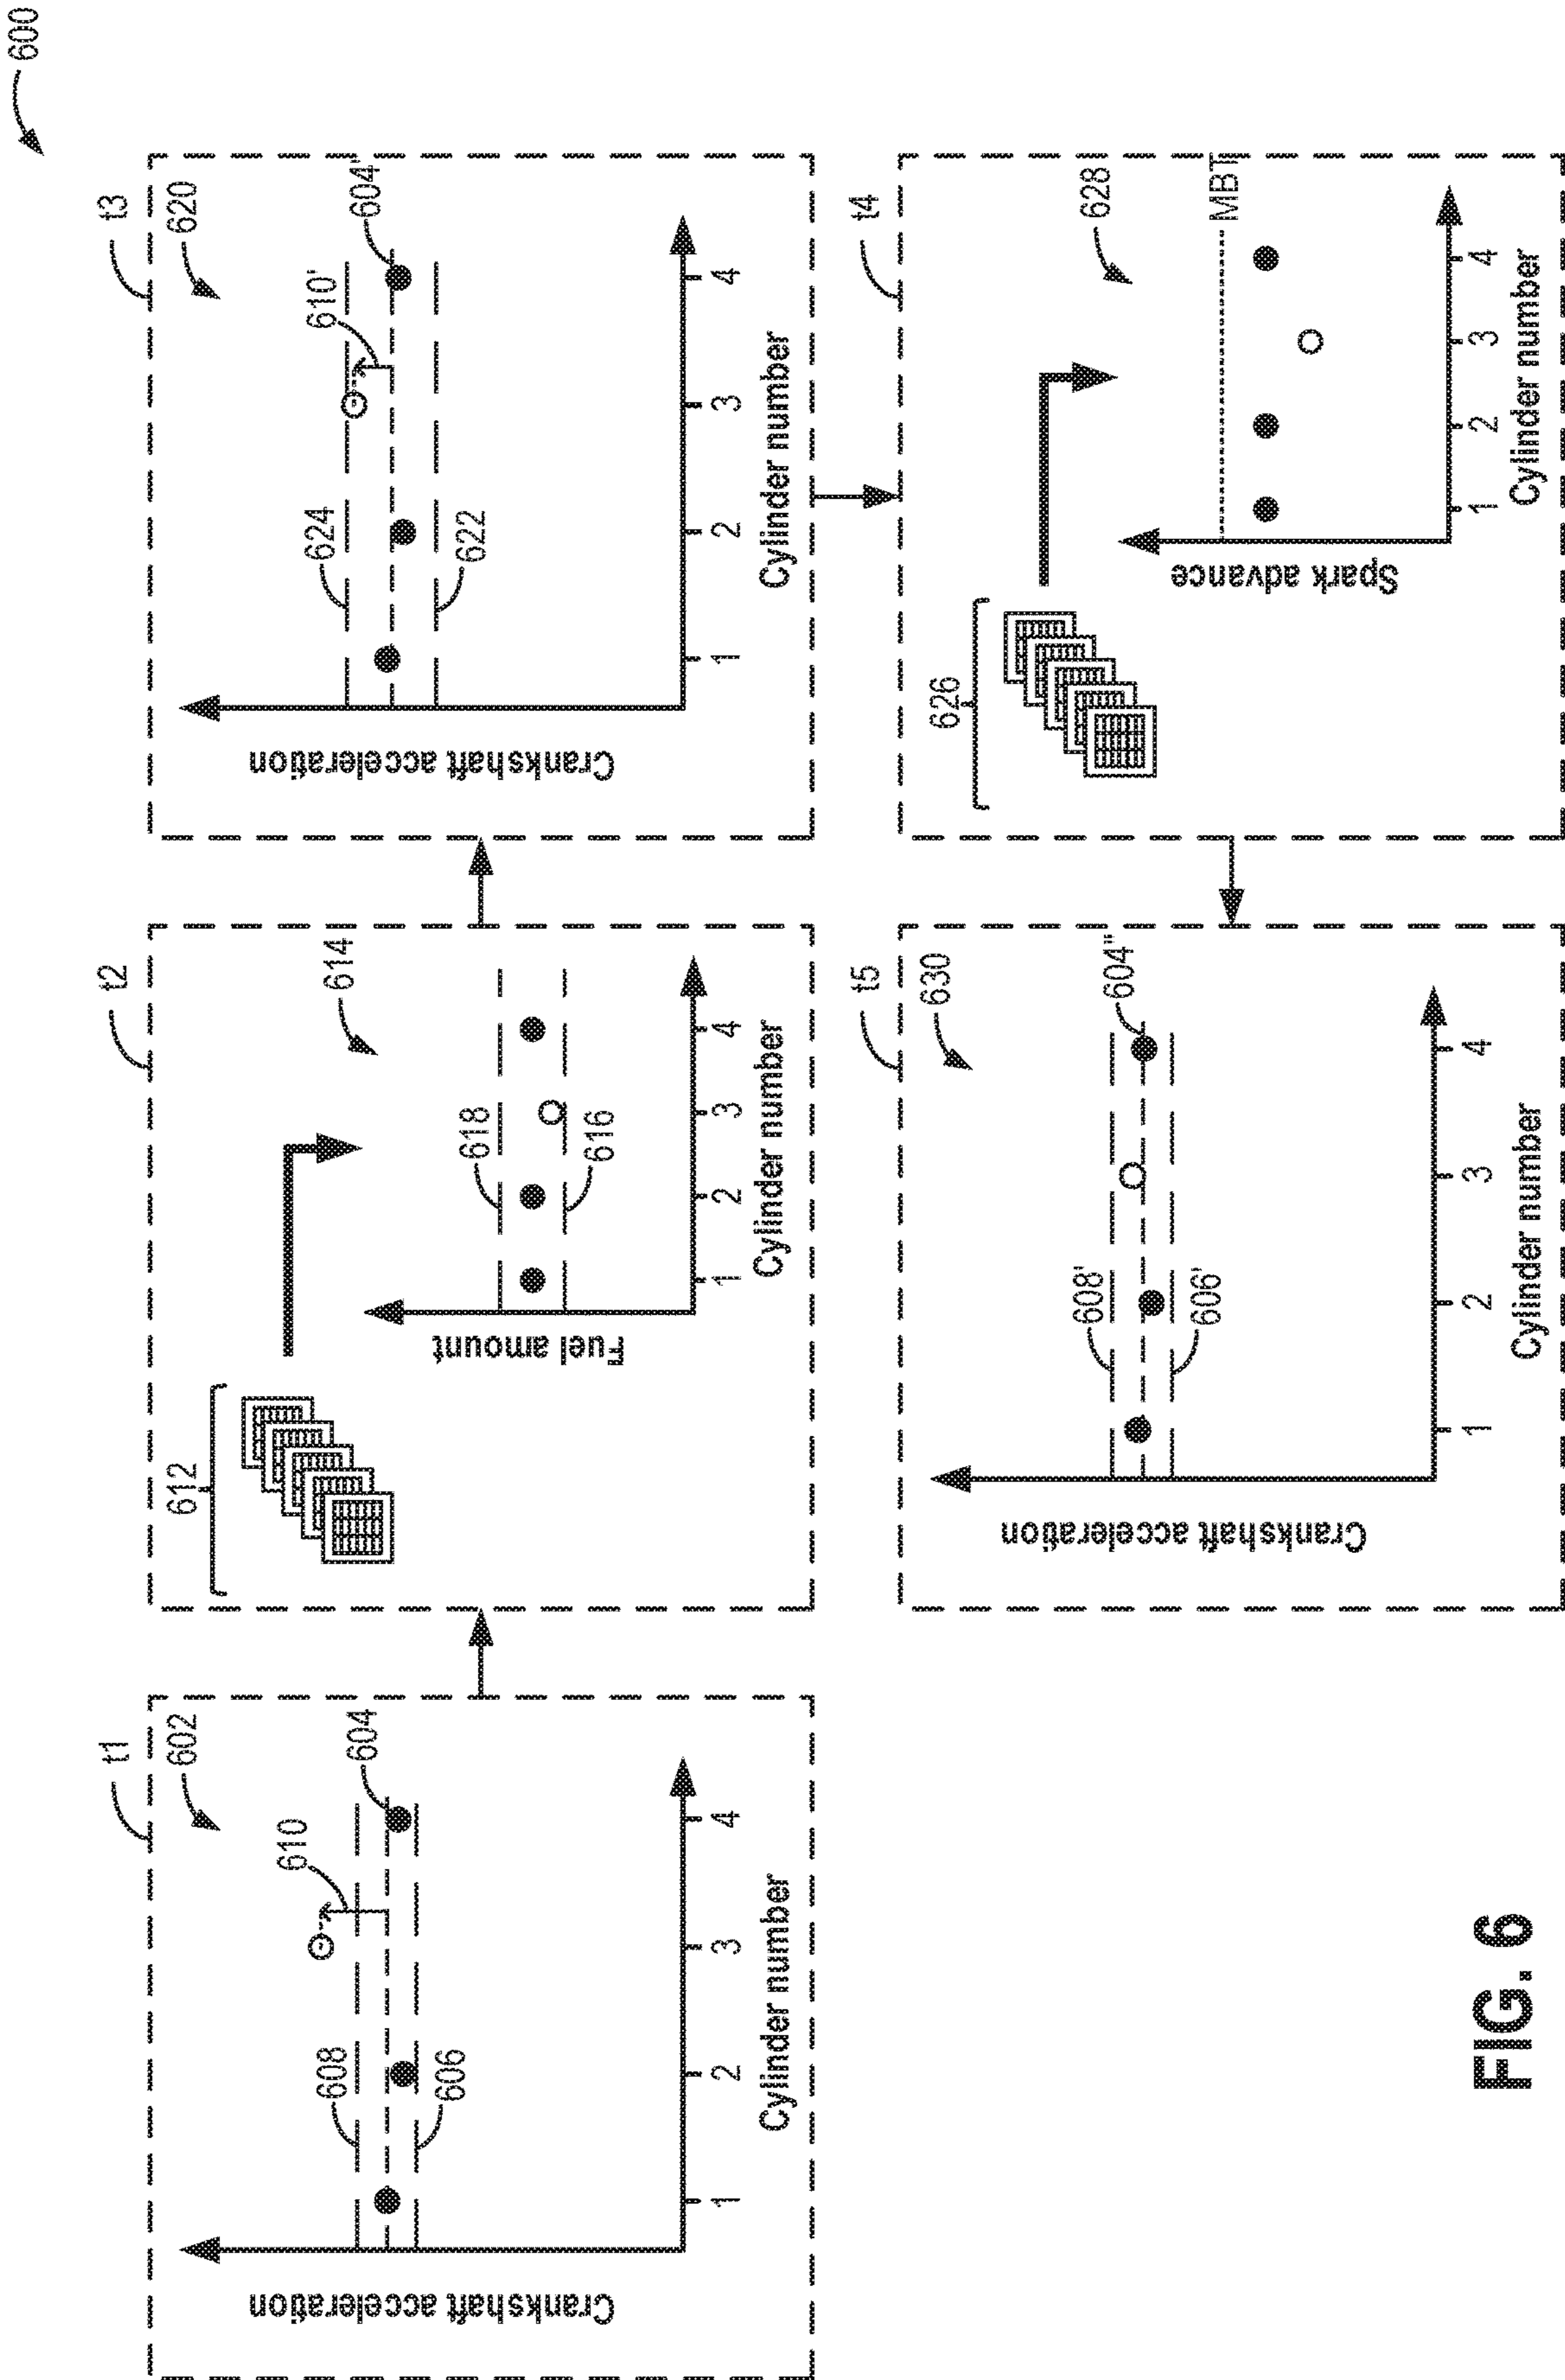 600
t1
602
604
610
608
606
Crankshaft acceleration
1 2 3 4
Cylinder number
t2
612
614
618
616
Fuel amount
1 2 3 4
Cylinder number
t3
620
604'
610'
624
622
Crankshaft acceleration
1 2 3 4
Cylinder number
t5
630
604"
608'
606'
Crankshaft acceleration
1 2 3 4
Cylinder number
t4
626
628
MBT
Spark advance
1 2 3 4
Cylinder number
FIG. 6